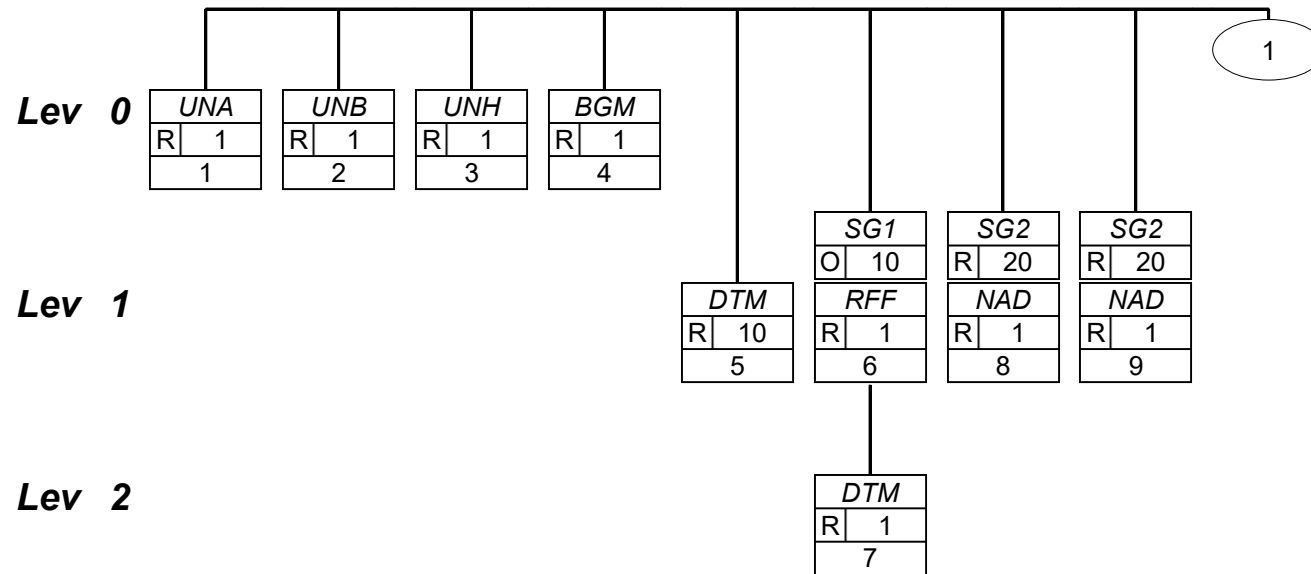 1
Lev 0
UNA UNB UNH BGM
R 1 R 1 R 1 R 1
1 2 3 4
SG1 SG2 SG2
O 10 R 20 R 20
Lev 1
DTM RFF NAD NAD
R 10 R 1 R 1 R 1
5 6 8 9
Lev 2
DTM
R 1
7